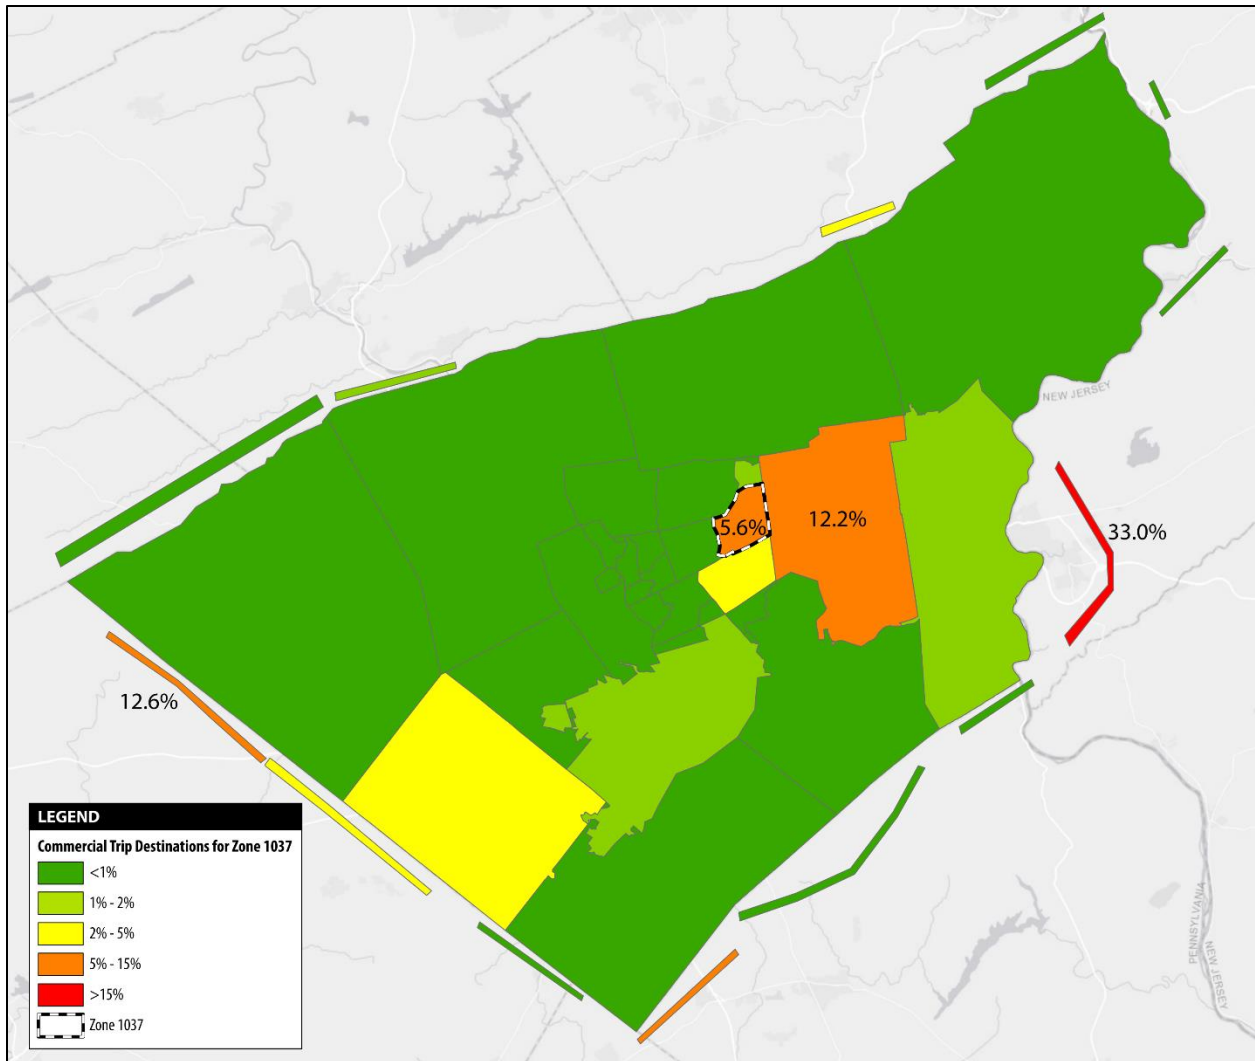 NEW JERSEY
5.6%
12.2%
33.0%
12.6%
PENNSYLVANIA
NEW JERSEY
LEGEND
Commercial Trip Destinations for Zone 1037
<1%
1% - 2%
2% - 5%
5% - 15%
>15%
Zone 1037